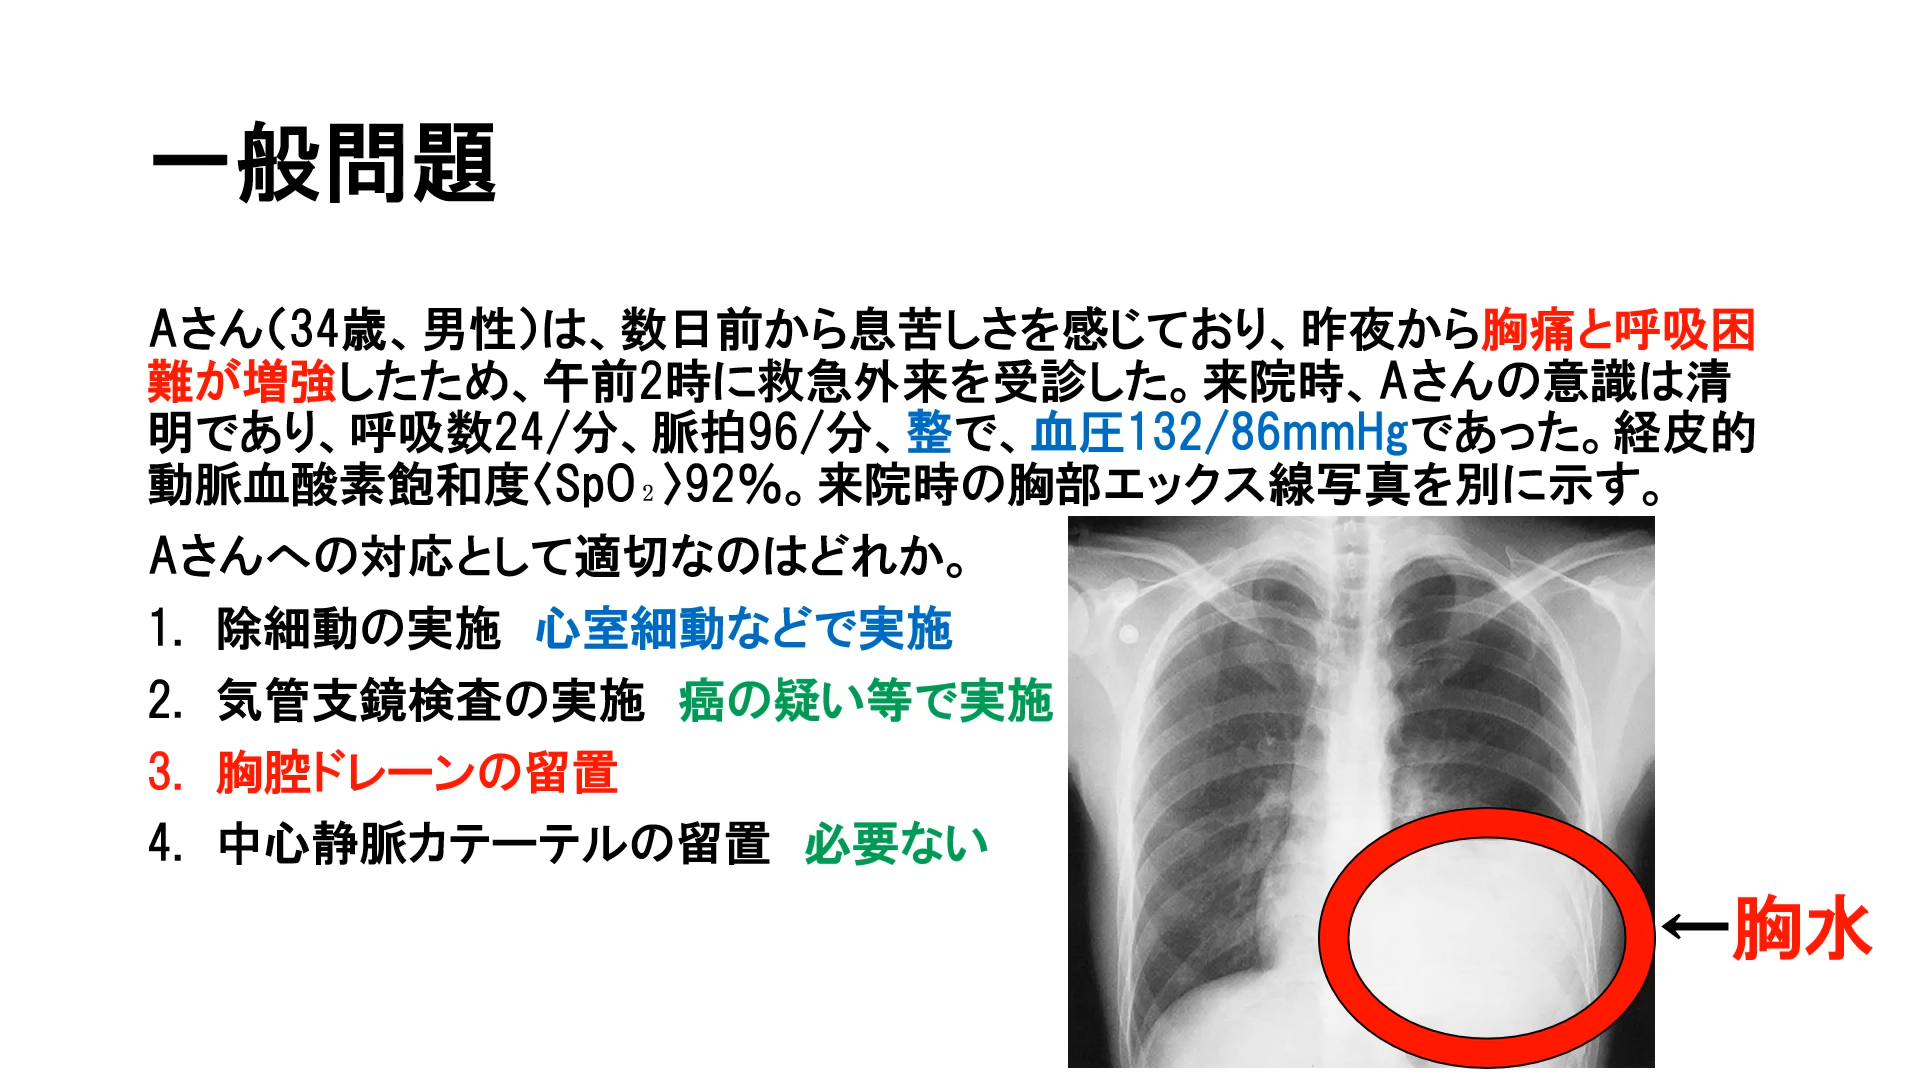 一般問題
Aさん（34歳、男性）は、数日前から息苦しさを感じており、昨夜から胸痛と呼吸困
難が増強したため、午前2時に救急外来を受診した。来院時、Aさんの意識は清
明であり、呼吸数24/分、脈拍96/分、整で、血圧132/86mmHgであった。経皮的
動脈血酸素飽和度〈SpO₂〉92%。来院時の胸部エックス線写真を別に示す。
Aさんへの対応として適切なのはどれか。
1. 除細動の実施　心室細動などで実施
2. 気管支鏡検査の実施　癌の疑い等で実施
3. 胸腔ドレーンの留置
4. 中心静脈カテーテルの留置　必要ない
←胸水